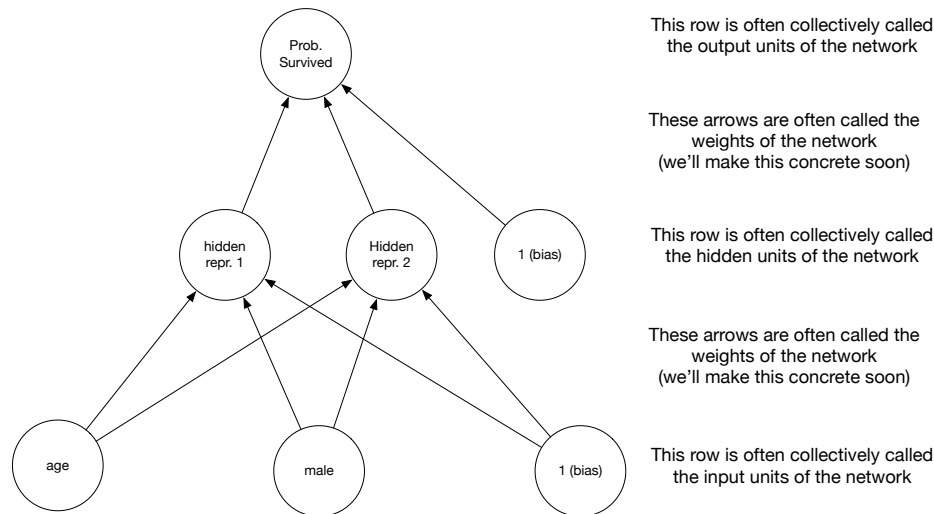 Prob.
Survived
This row is often collectively called
the output units of the network
These arrows are often called the
weights of the network
(we'll make this concrete soon)
hidden
repr. 1
Hidden
repr. 2
1 (bias)
This row is often collectively called
the hidden units of the network
These arrows are often called the
weights of the network
(we'll make this concrete soon)
age
male
1 (bias)
This row is often collectively called
the input units of the network